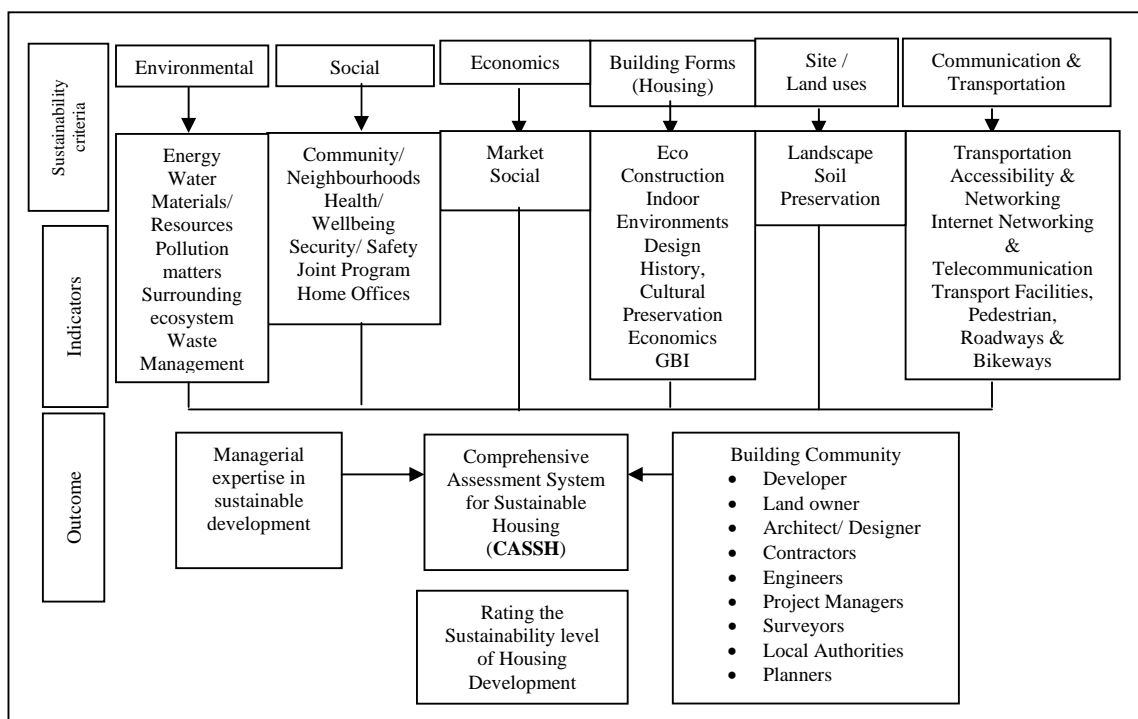 Sustainability
criteria
Environmental
Social
Economics
Building Forms
(Housing)
Site /
Land uses
Communication &
Transportation
Indicators
Energy
Water
Materials/
Resources
Pollution
matters
Surrounding
ecosystem
Waste
Management
Community/
Neighbourhoods
Health/
Wellbeing
Security/ Safety
Joint Program
Home Offices
Market
Social
Eco
Construction
Indoor
Environments
Design
History,
Cultural
Preservation
Economics
GBI
Landscape
Soil
Preservation
Transportation
Accessibility &
Networking
Internet Networking
&
Telecommunication
Transport Facilities,
Pedestrian,
Roadways &
Bikeways
Outcome
Managerial
expertise in
sustainable
development
Comprehensive
Assessment System
for Sustainable
Housing
(CASSH)
Rating the
Sustainability level
of Housing
Development
Building Community
• Developer
• Land owner
• Architect/ Designer
• Contractors
• Engineers
• Project Managers
• Surveyors
• Local Authorities
• Planners